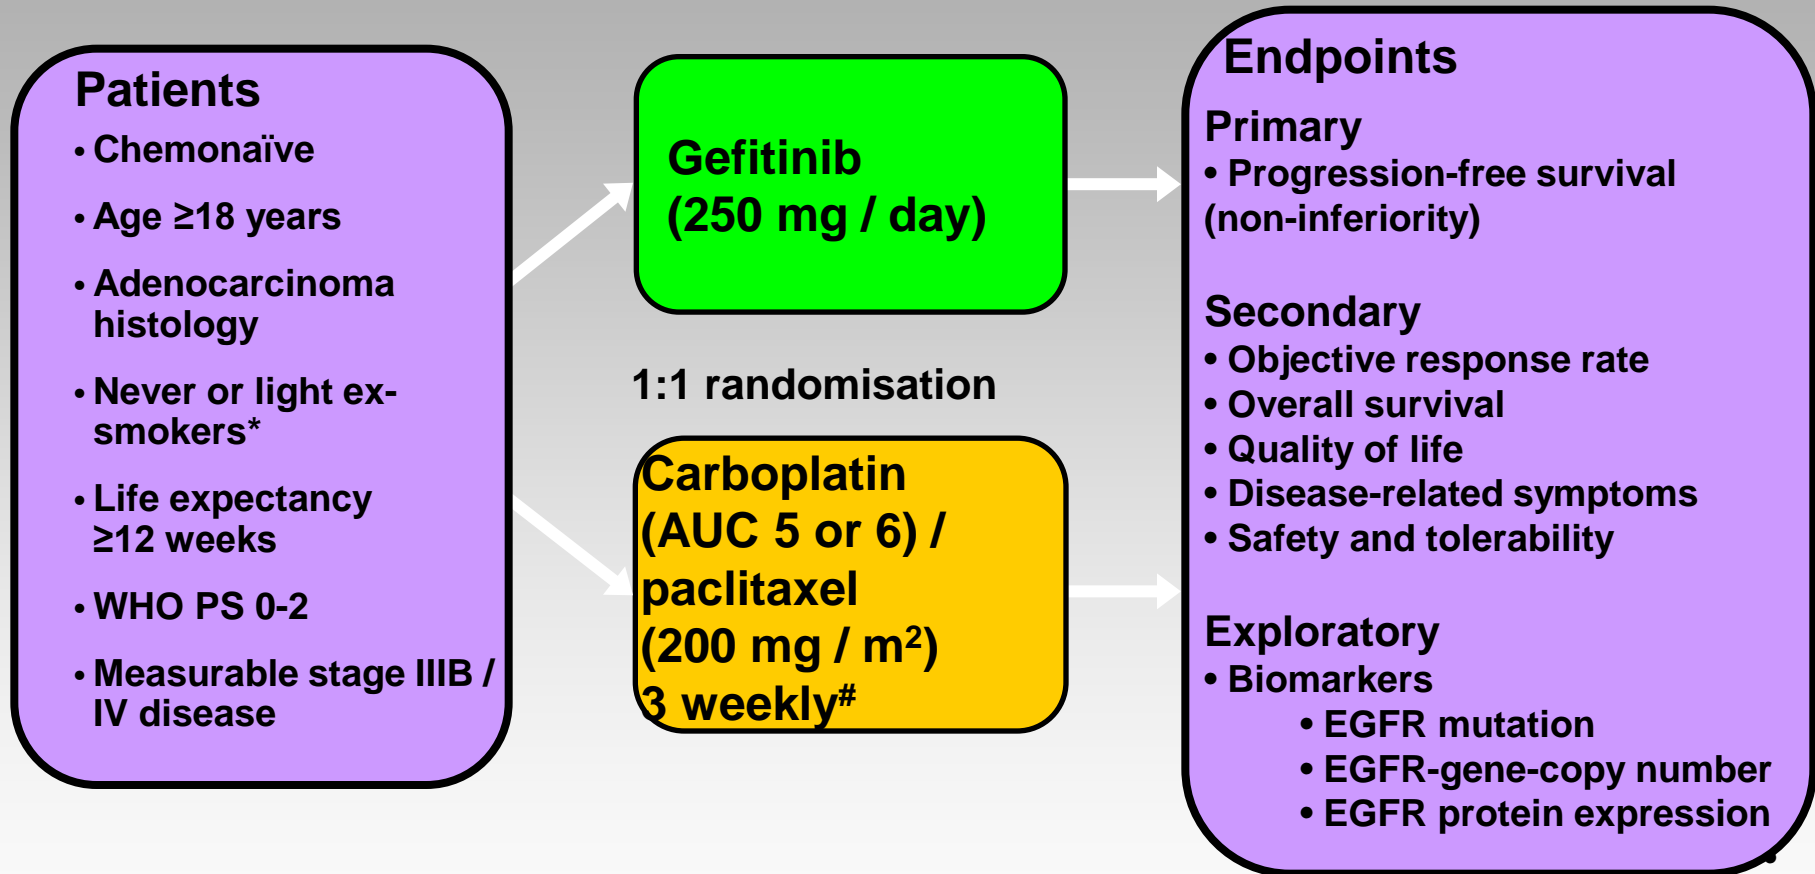 Patients
• Chemonaïve
• Age ≥18 years
• Adenocarcinoma
histology
• Never or light ex-
smokers*
• Life expectancy
≥12 weeks
• WHO PS 0-2
• Measurable stage IIIB /
IV disease
Gefitinib
(250 mg / day)
1:1 randomisation
Carboplatin
(AUC 5 or 6) /
paclitaxel
(200 mg / m²)
3 weekly#
Endpoints
Primary
• Progression-free survival
(non-inferiority)
Secondary
• Objective response rate
• Overall survival
• Quality of life
• Disease-related symptoms
• Safety and tolerability
Exploratory
• Biomarkers
• EGFR mutation
• EGFR-gene-copy number
• EGFR protein expression
•